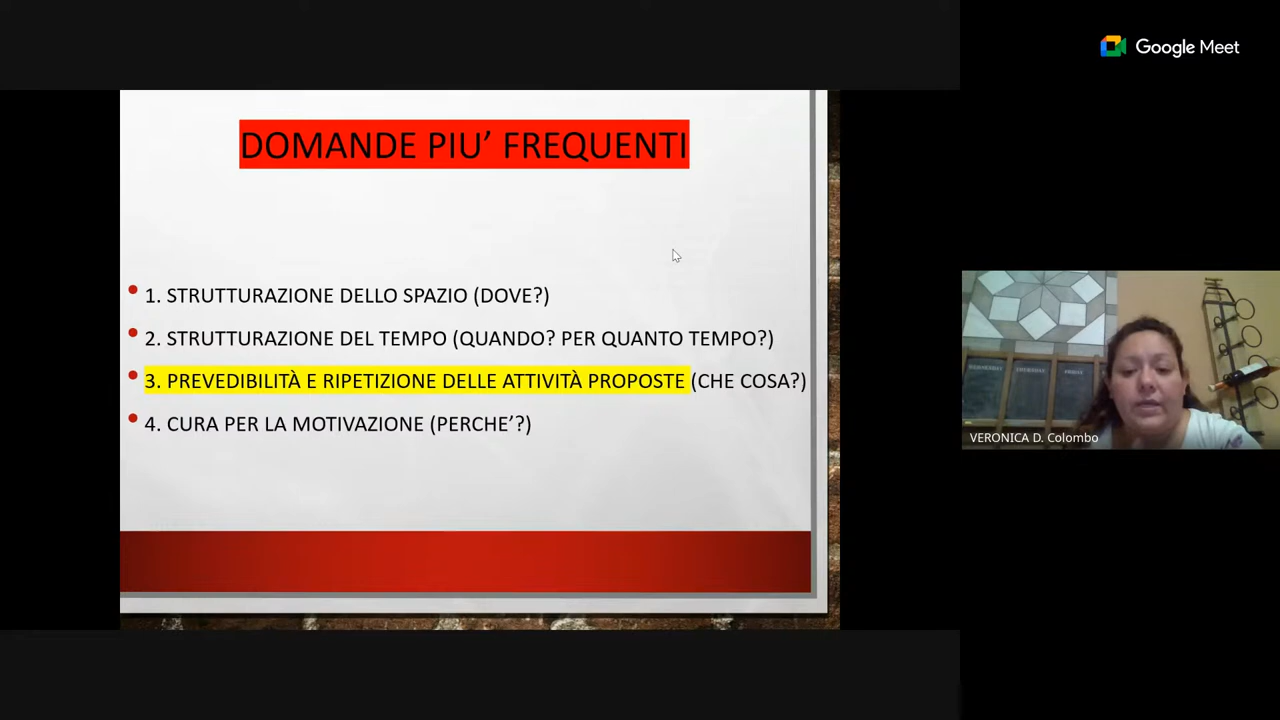 Google Meet
DOMANDE PIU’ FREQUENTI
1. STRUTTURAZIONE DELLO SPAZIO (DOVE?)
2. STRUTTURAZIONE DEL TEMPO (QUANDO? PER QUANTO TEMPO?)
3. PREVEDIBILITÀ E RIPETIZIONE DELLE ATTIVITÀ PROPOSTE (CHE COSA?)
4. CURA PER LA MOTIVAZIONE (PERCHE’?)
VERONICA D. Colombo